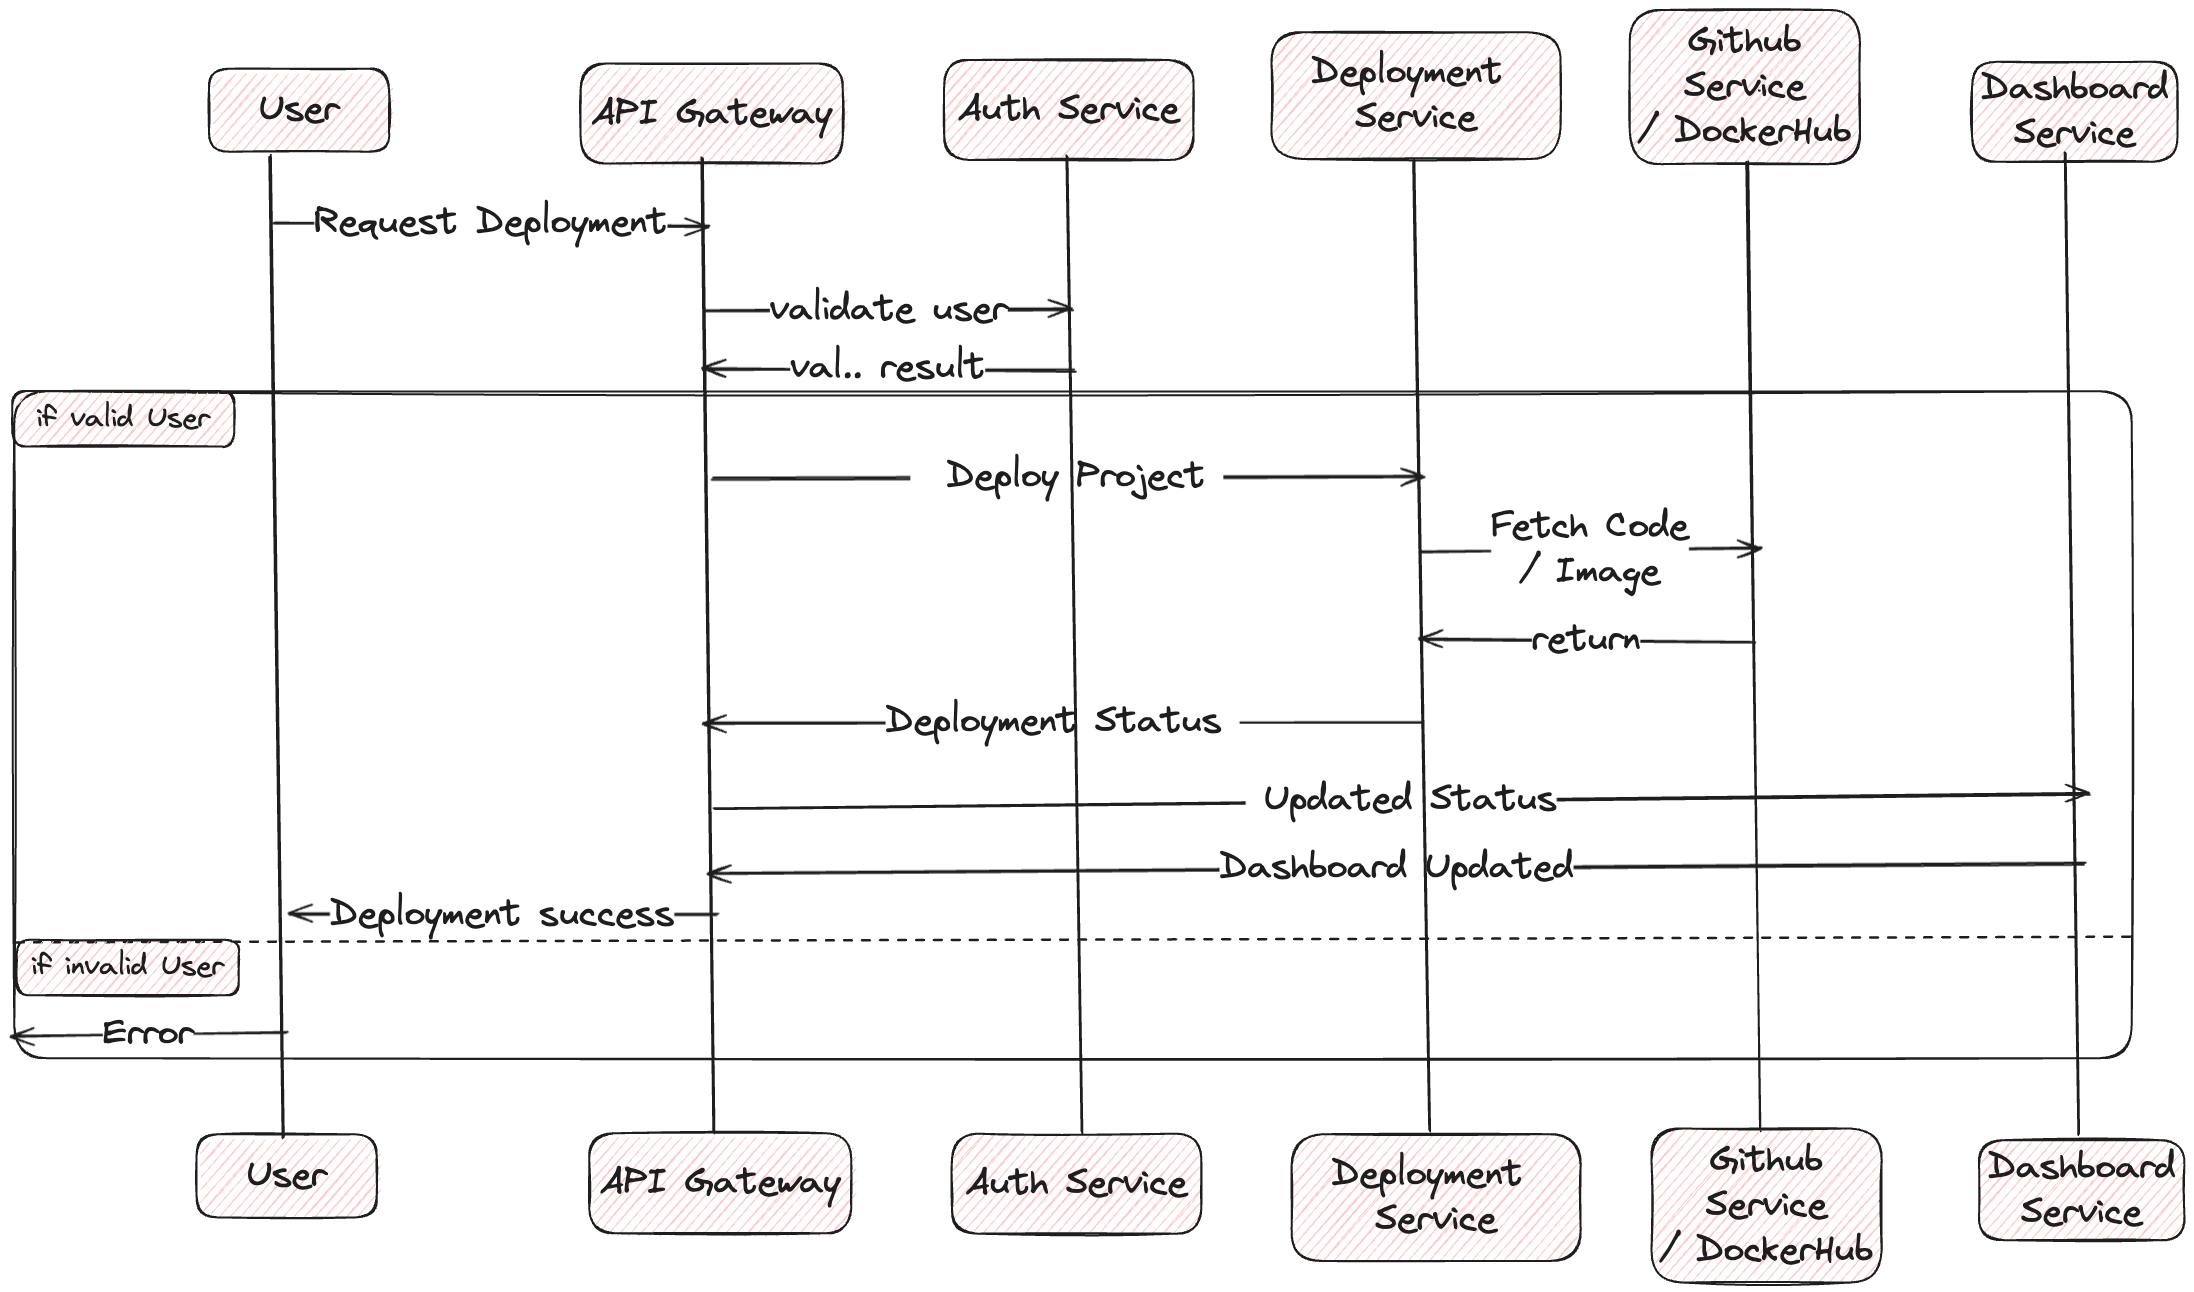 User
API Gateway
Auth Service
Deployment
Service
Github
Service
/ DockerHub
Dashboard
Service
Request Deployment
validate user
val.. result
if valid User
Deploy Project
Fetch Code
/ Image
return
Deployment Status
Updated Status
Dashboard Updated
Deployment success
if invalid User
Error
User
API Gateway
Auth Service
Deployment
Service
Github
Service
/ DockerHub
Dashboard
Service